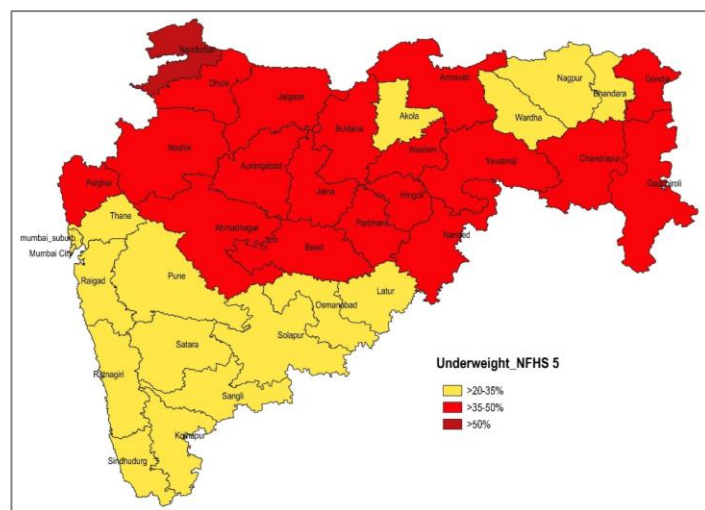 Nandurbar
Dhule
Jalgaon
Amravati
Nagpur
Gondia
Bhandara
Akola
Wardha
Buldana
Nashik
Washim
Yavatmal
Chandrapur
Aurangabad
Gadchiroli
Palghar
Jalna
Hingoli
Thane
Ahmadnagar
Parbhani
Nanded
mumbai_suburb
Mumbai City
Beed
Raigad
Pune
Latur
Osmanabad
Solapur
Satara
Ratnagiri
Sangli
Kolhapur
Sindhudurg
Underweight_NFHS 5
>20-35%
>35-50%
>50%